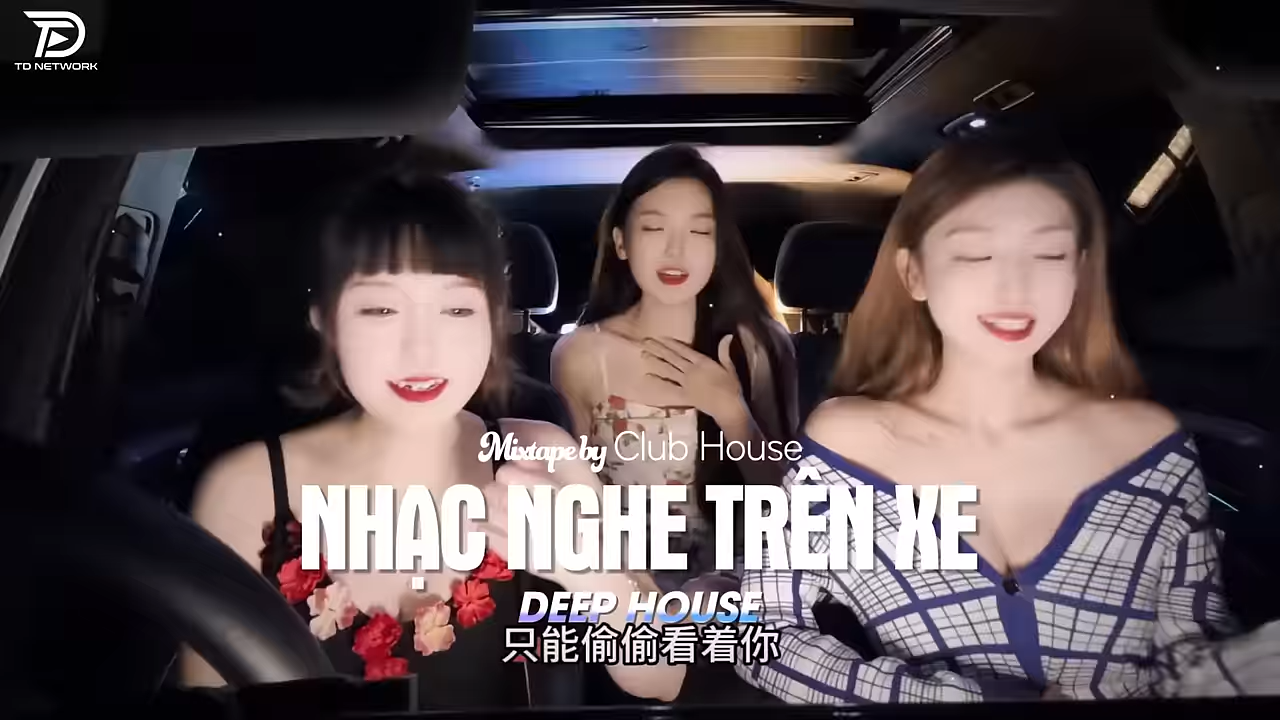 TD NETWORK
Mixtape by Club House
NHẠC NGHE TRÊN XE
DEEP HOUSE
只能偷偷看着你